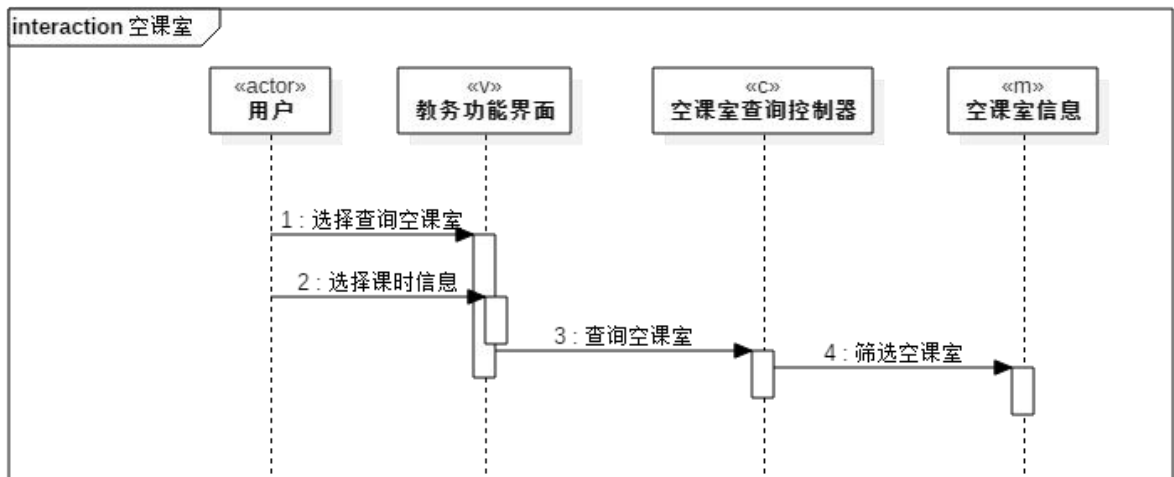 interaction 空课室
«actor»
用户
«v»
教务功能界面
«c»
空课室查询控制器
«m»
空课室信息
1 : 选择查询空课室
2 : 选择课时信息
3 : 查询空课室
4 : 筛选空课室